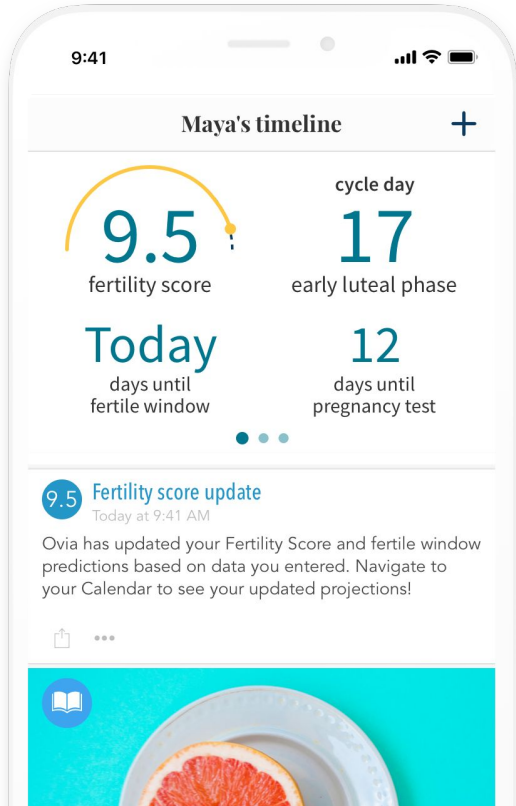 9:41
Maya's timeline
9.5
fertility score
cycle day
17
early luteal phase
Today
days until
fertile window
12
days until
pregnancy test
9.5
Fertility score update
Today at 9:41 AM
Ovia has updated your Fertility Score and fertile window
predictions based on data you entered. Navigate to
your Calendar to see your updated projections!